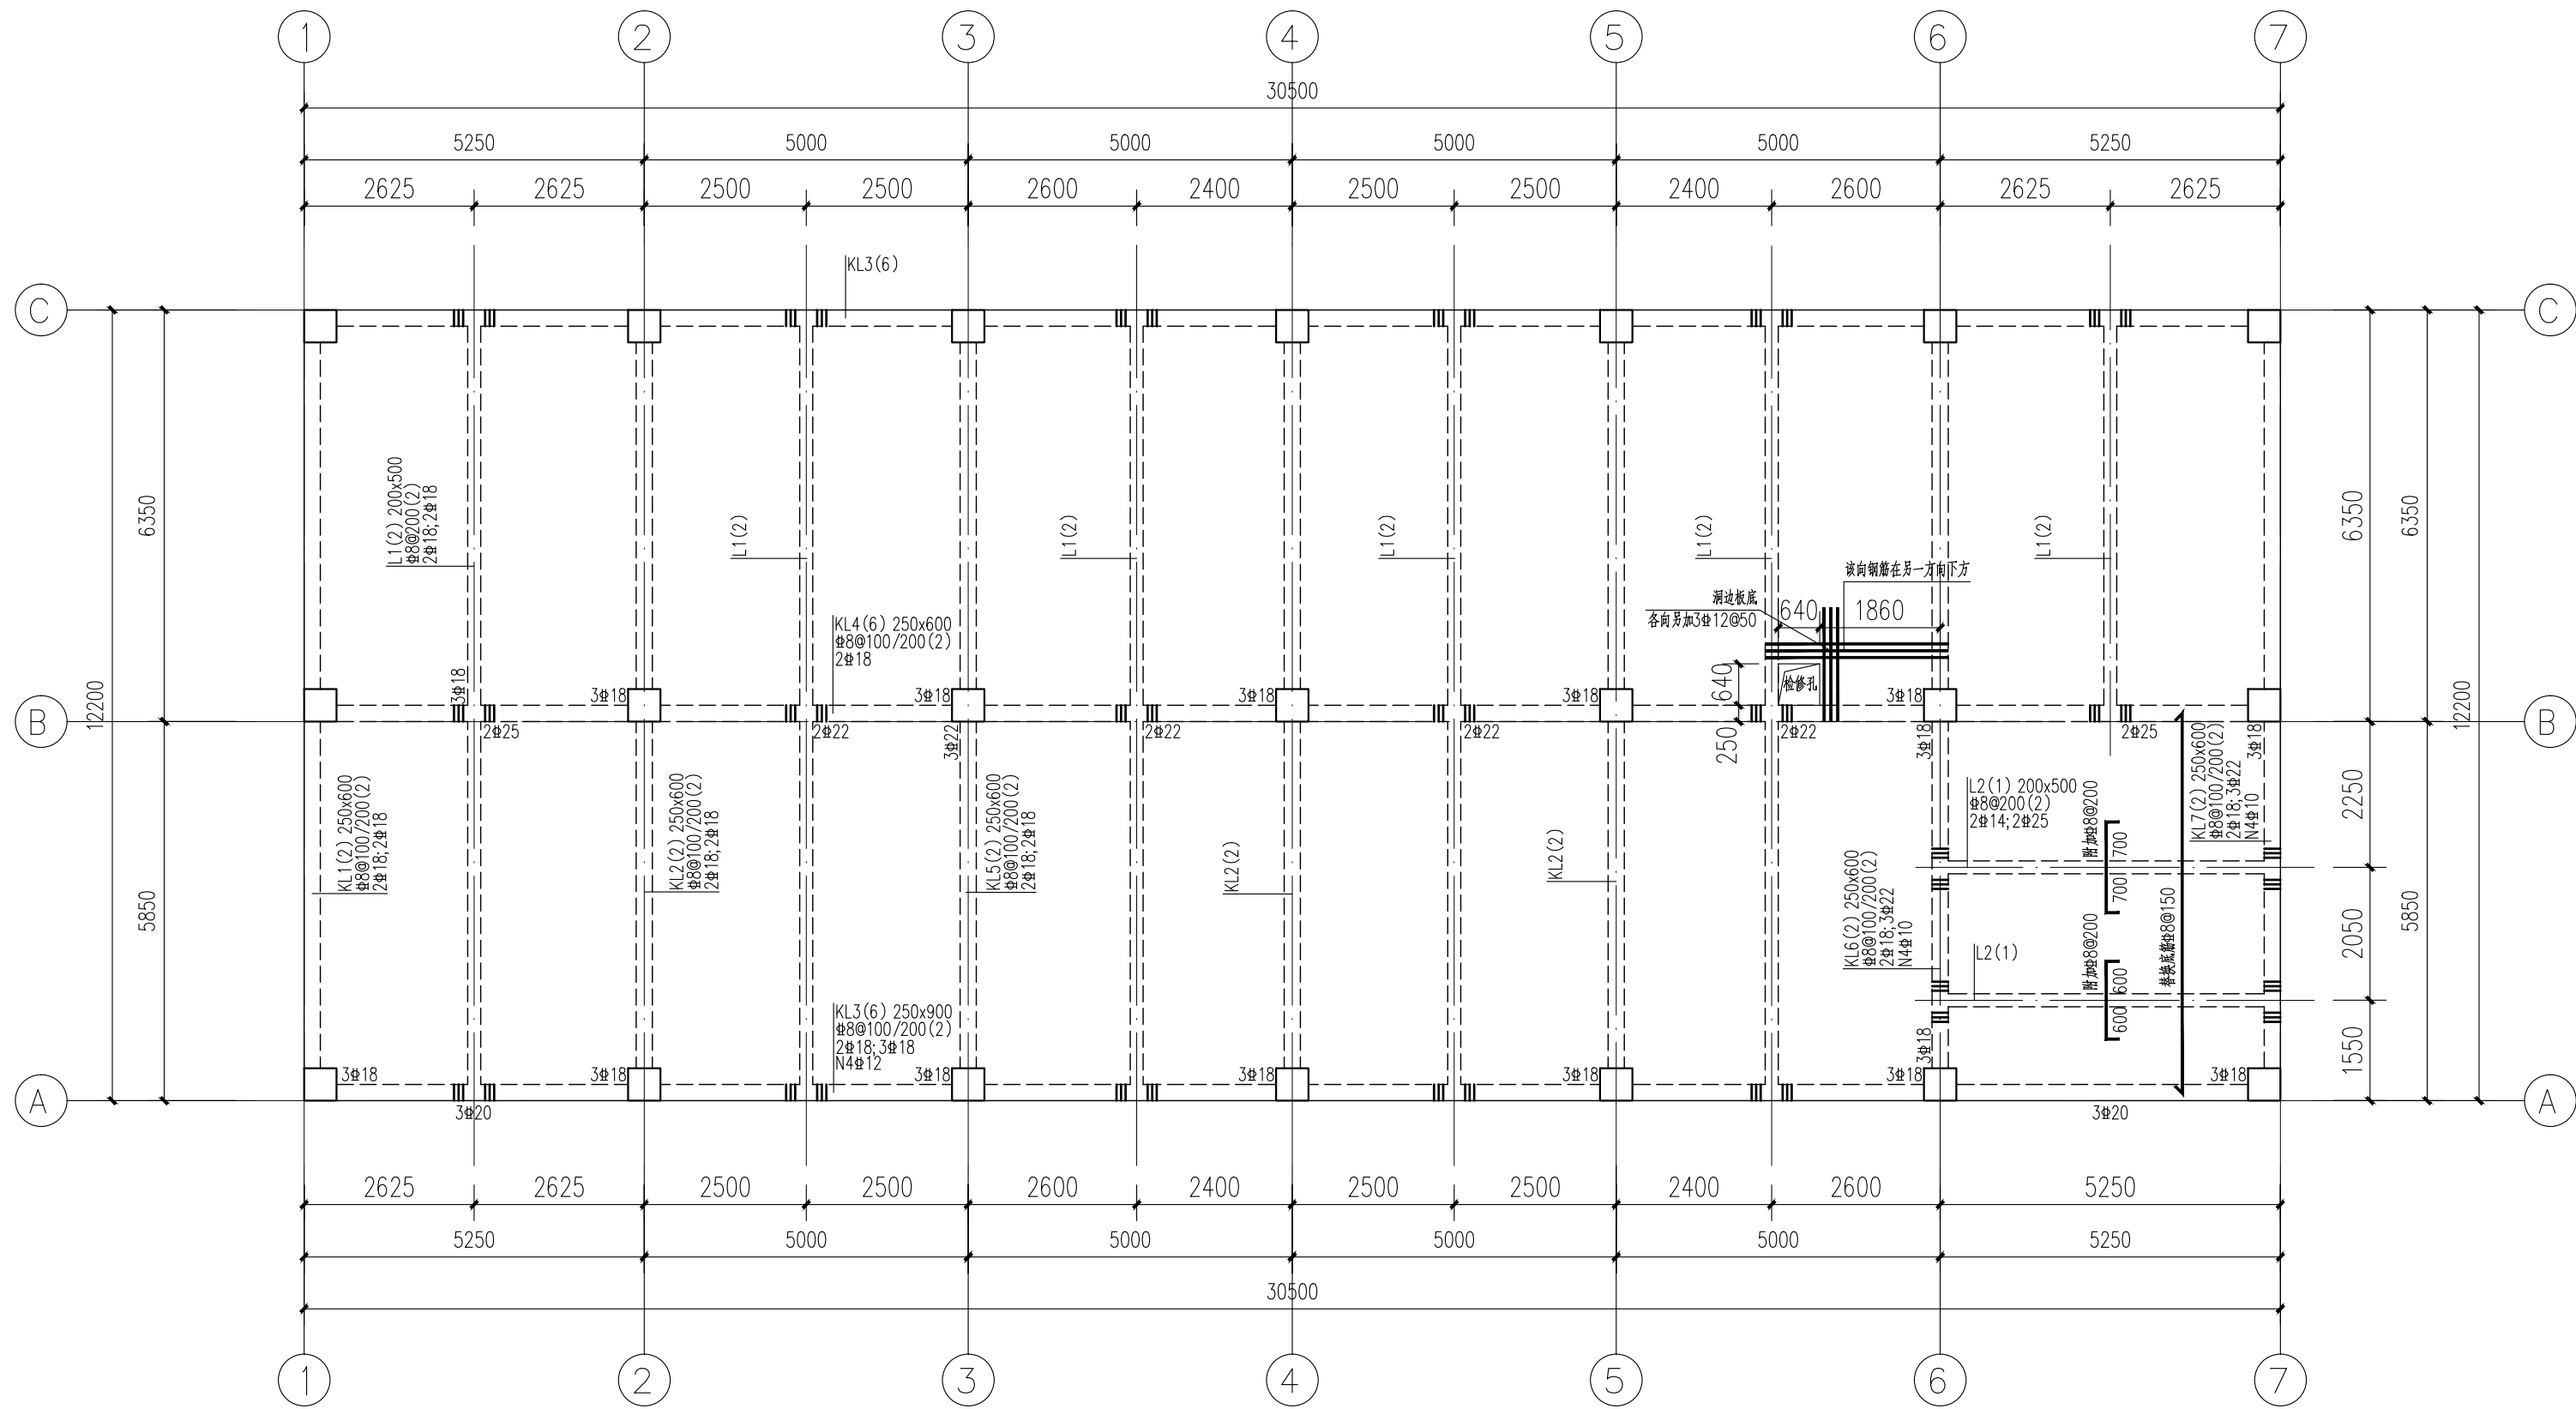 1 2 3 4 5 6 7
30500
5250 5000 5000 5000 5000 5250
2625 2625 2500 2500 2600 2400 2500 2500 2400 2600 2625 2625
KL3(6)
C C
L1(2) 200x500
Φ8@200(2)
2Φ18;2Φ18
L1(2)
L1(2)
L1(2)
L1(2)
L1(2)
6350
12200
6350
6350
12200
该向钢筋在另一方向下方
洞边板底
各向另加3Φ12@50
640 1860
640
检修孔
250
KL4(6) 250x600
Φ8@100/200(2)
2Φ18
3Φ18
3Φ18 3Φ18 3Φ18 3Φ18 3Φ18
B B
2Φ25 2Φ22 2Φ22 2Φ22 2Φ22 2Φ25
3Φ22
3Φ18
3Φ18
KL1(2) 250x600
Φ8@100/200(2)
2Φ18;2Φ18
KL2(2) 250x600
Φ8@100/200(2)
2Φ18;2Φ18
KL5(2) 250x600
Φ8@100/200(2)
2Φ18;2Φ18
KL2(2)
KL2(2)
KL6(2) 250x600
Φ8@100/200(2)
2Φ18;3Φ22
N4Φ10
L2(1) 200x500
Φ8@200(2)
2Φ14;2Φ25
L2(1)
附加Φ8@200
700 700
附加Φ8@200
600 600
替换底筋Φ8@150
KL7(2) 250x600
Φ8@100/200(2)
2Φ18;3Φ22
N4Φ10
5850
2250
2050
1550
5850
KL3(6) 250x900
Φ8@100/200(2)
2Φ18;3Φ18
N4Φ12
3Φ18
3Φ18 3Φ18 3Φ18 3Φ18 3Φ18 3Φ18 3Φ18
A A
3Φ20 3Φ20
2625 2625 2500 2500 2600 2400 2500 2500 2400 2600 5250
5250 5000 5000 5000 5000 5250
30500
1 2 3 4 5 6 7